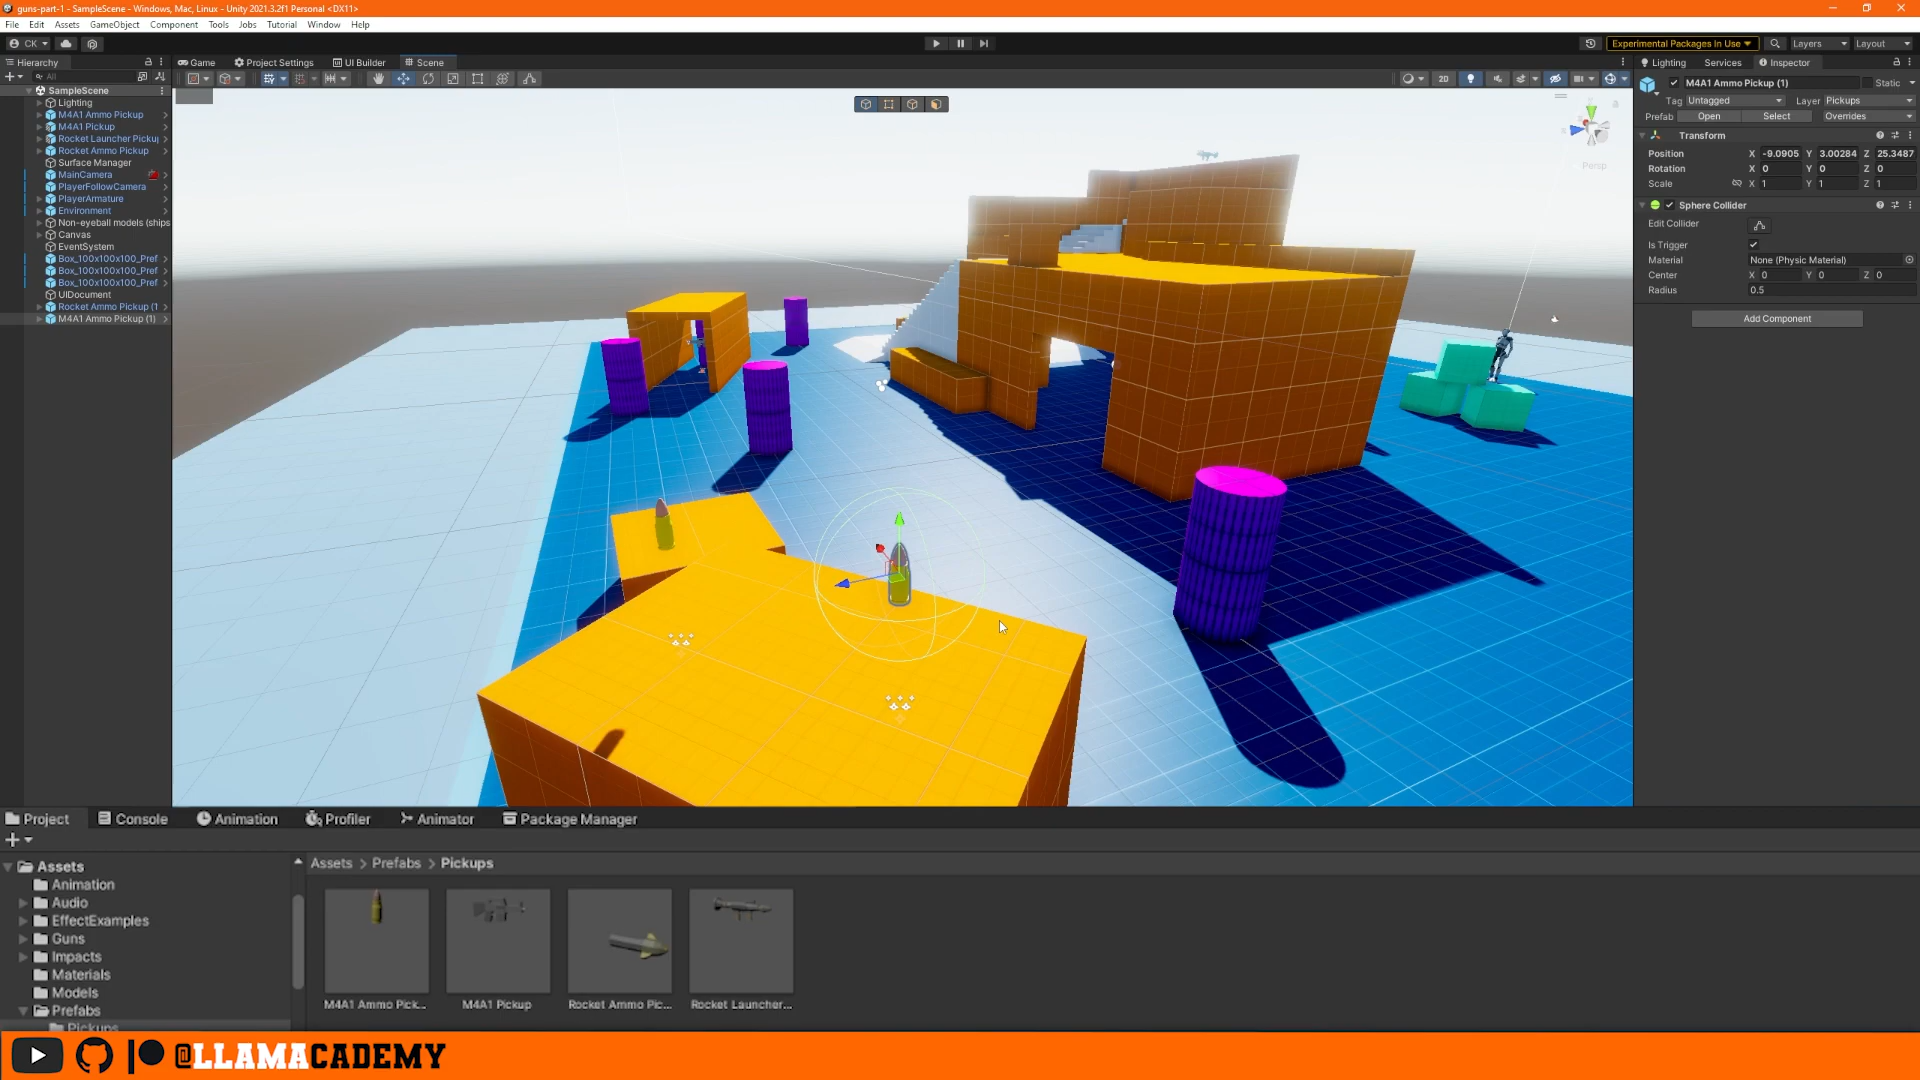 guns-part-1 - SampleScene - Windows, Mac, Linux - Unity 2021.3.2f1 Personal <DX11>
File Edit Assets GameObject Component Tools Jobs Tutorial Window Help
CK Experimental Packages In Use Layers Layout
Hierarchy Game Project Settings UI Builder Scene Lighting Services Inspector
All 2D
SampleScene
Lighting
M4A1 Ammo Pickup
M4A1 Pickup
Rocket Launcher Picku
Rocket Ammo Pickup
Surface Manager
MainCamera
PlayerFollowCamera
PlayerArmature
Environment
Non-eyeball models (ships
Canvas
EventSystem
Box_100x100x100_Pref
Box_100x100x100_Pref
Box_100x100x100_Pref
UIDocument
Rocket Ammo Pickup (1
M4A1 Ammo Pickup (1)
Persp
M4A1 Ammo Pickup (1) Static
Tag Untagged Layer Pickups
Prefab Open Select Overrides
Transform
Position X -9.0905 Y 3.00284 Z 25.3487
Rotation X 0 Y 0 Z 0
Scale X 1 Y 1 Z 1
Sphere Collider
Edit Collider
Is Trigger
Material None (Physic Material)
Center X 0 Y 0 Z 0
Radius 0.5
Add Component
Project Console Animation Profiler Animator Package Manager
Assets
Animation
Audio
EffectExamples
Guns
Impacts
Materials
Models
Prefabs
Pickups
Assets > Prefabs > Pickups
M4A1 Ammo Pick... M4A1 Pickup Rocket Ammo Pic... Rocket Launcher...
@LLAMACADEMY